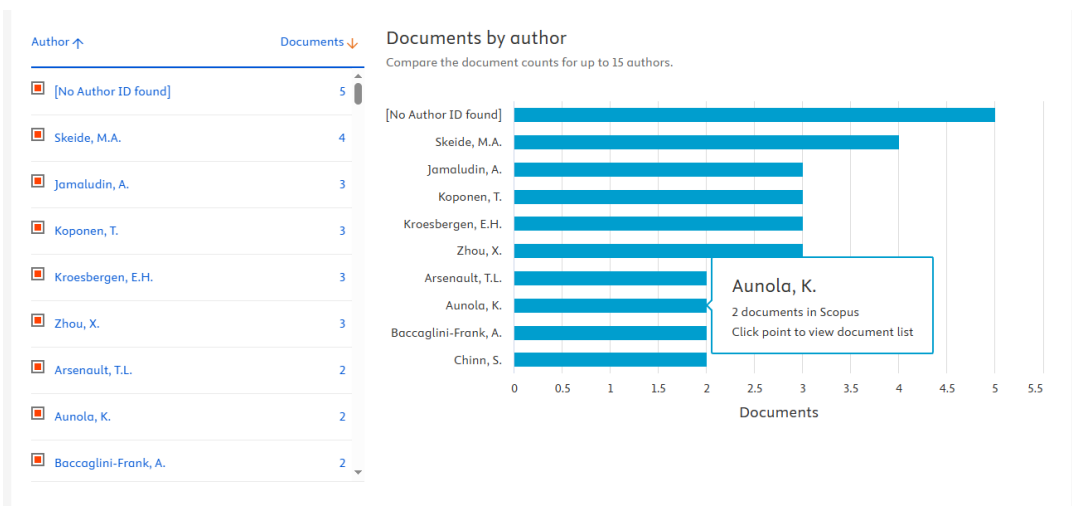 Author↑ Documents↓
[No Author ID found] 5
Skeide, M.A. 4
Jamaludin, A. 3
Koponen, T. 3
Kroesbergen, E.H. 3
Zhou, X. 3
Arsenault, T.L. 2
Aunola, K. 2
Baccaglini-Frank, A. 2
Documents by author
Compare the document counts for up to 15 authors.
[No Author ID found]
Skeide, M.A.
Jamaludin, A.
Koponen, T.
Kroesbergen, E.H.
Zhou, X.
Arsenault, T.L.
Aunola, K.
Baccaglini-Frank, A.
Chinn, S.
Aunola, K.
2 documents in Scopus
Click point to view document list
0 0.5 1 1.5 2 2.5 3 3.5 4 4.5 5 5.5
Documents